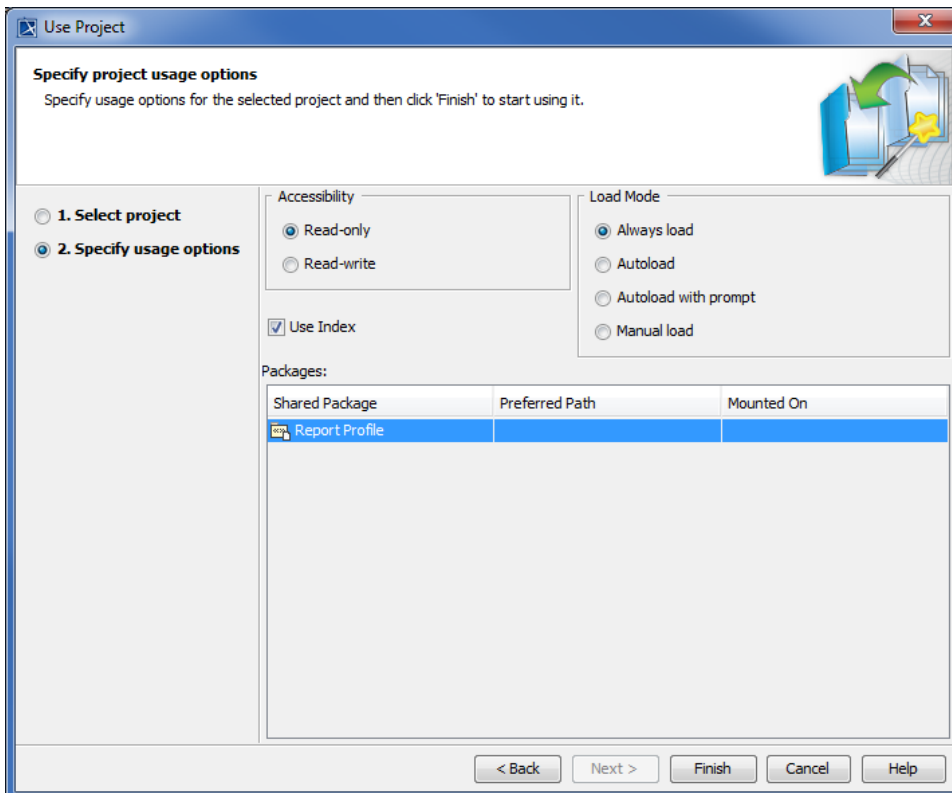 Use Project
Specify project usage options
Specify usage options for the selected project and then click 'Finish' to start using it.
1. Select project
2. Specify usage options
Accessibility
Read-only
Read-write
Use Index
Load Mode
Always load
Autoload
Autoload with prompt
Manual load
Packages:
Shared Package Preferred Path Mounted On
Report Profile
< Back Next > Finish Cancel Help